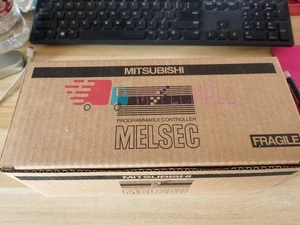 MITSUBISHI
PROGRAMMABLE CONTROLLER
MELSEC
FRAGILE
MITSUBISHI